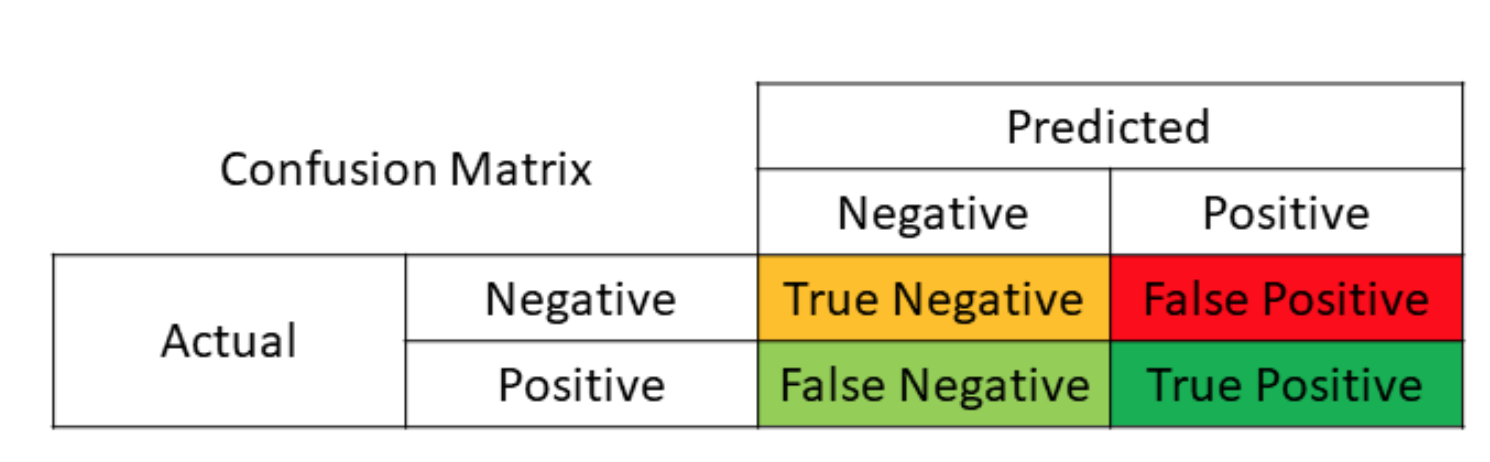 Predicted
Confusion Matrix
Negative Positive
Actual
Negative True Negative False Positive
Positive False Negative True Positive